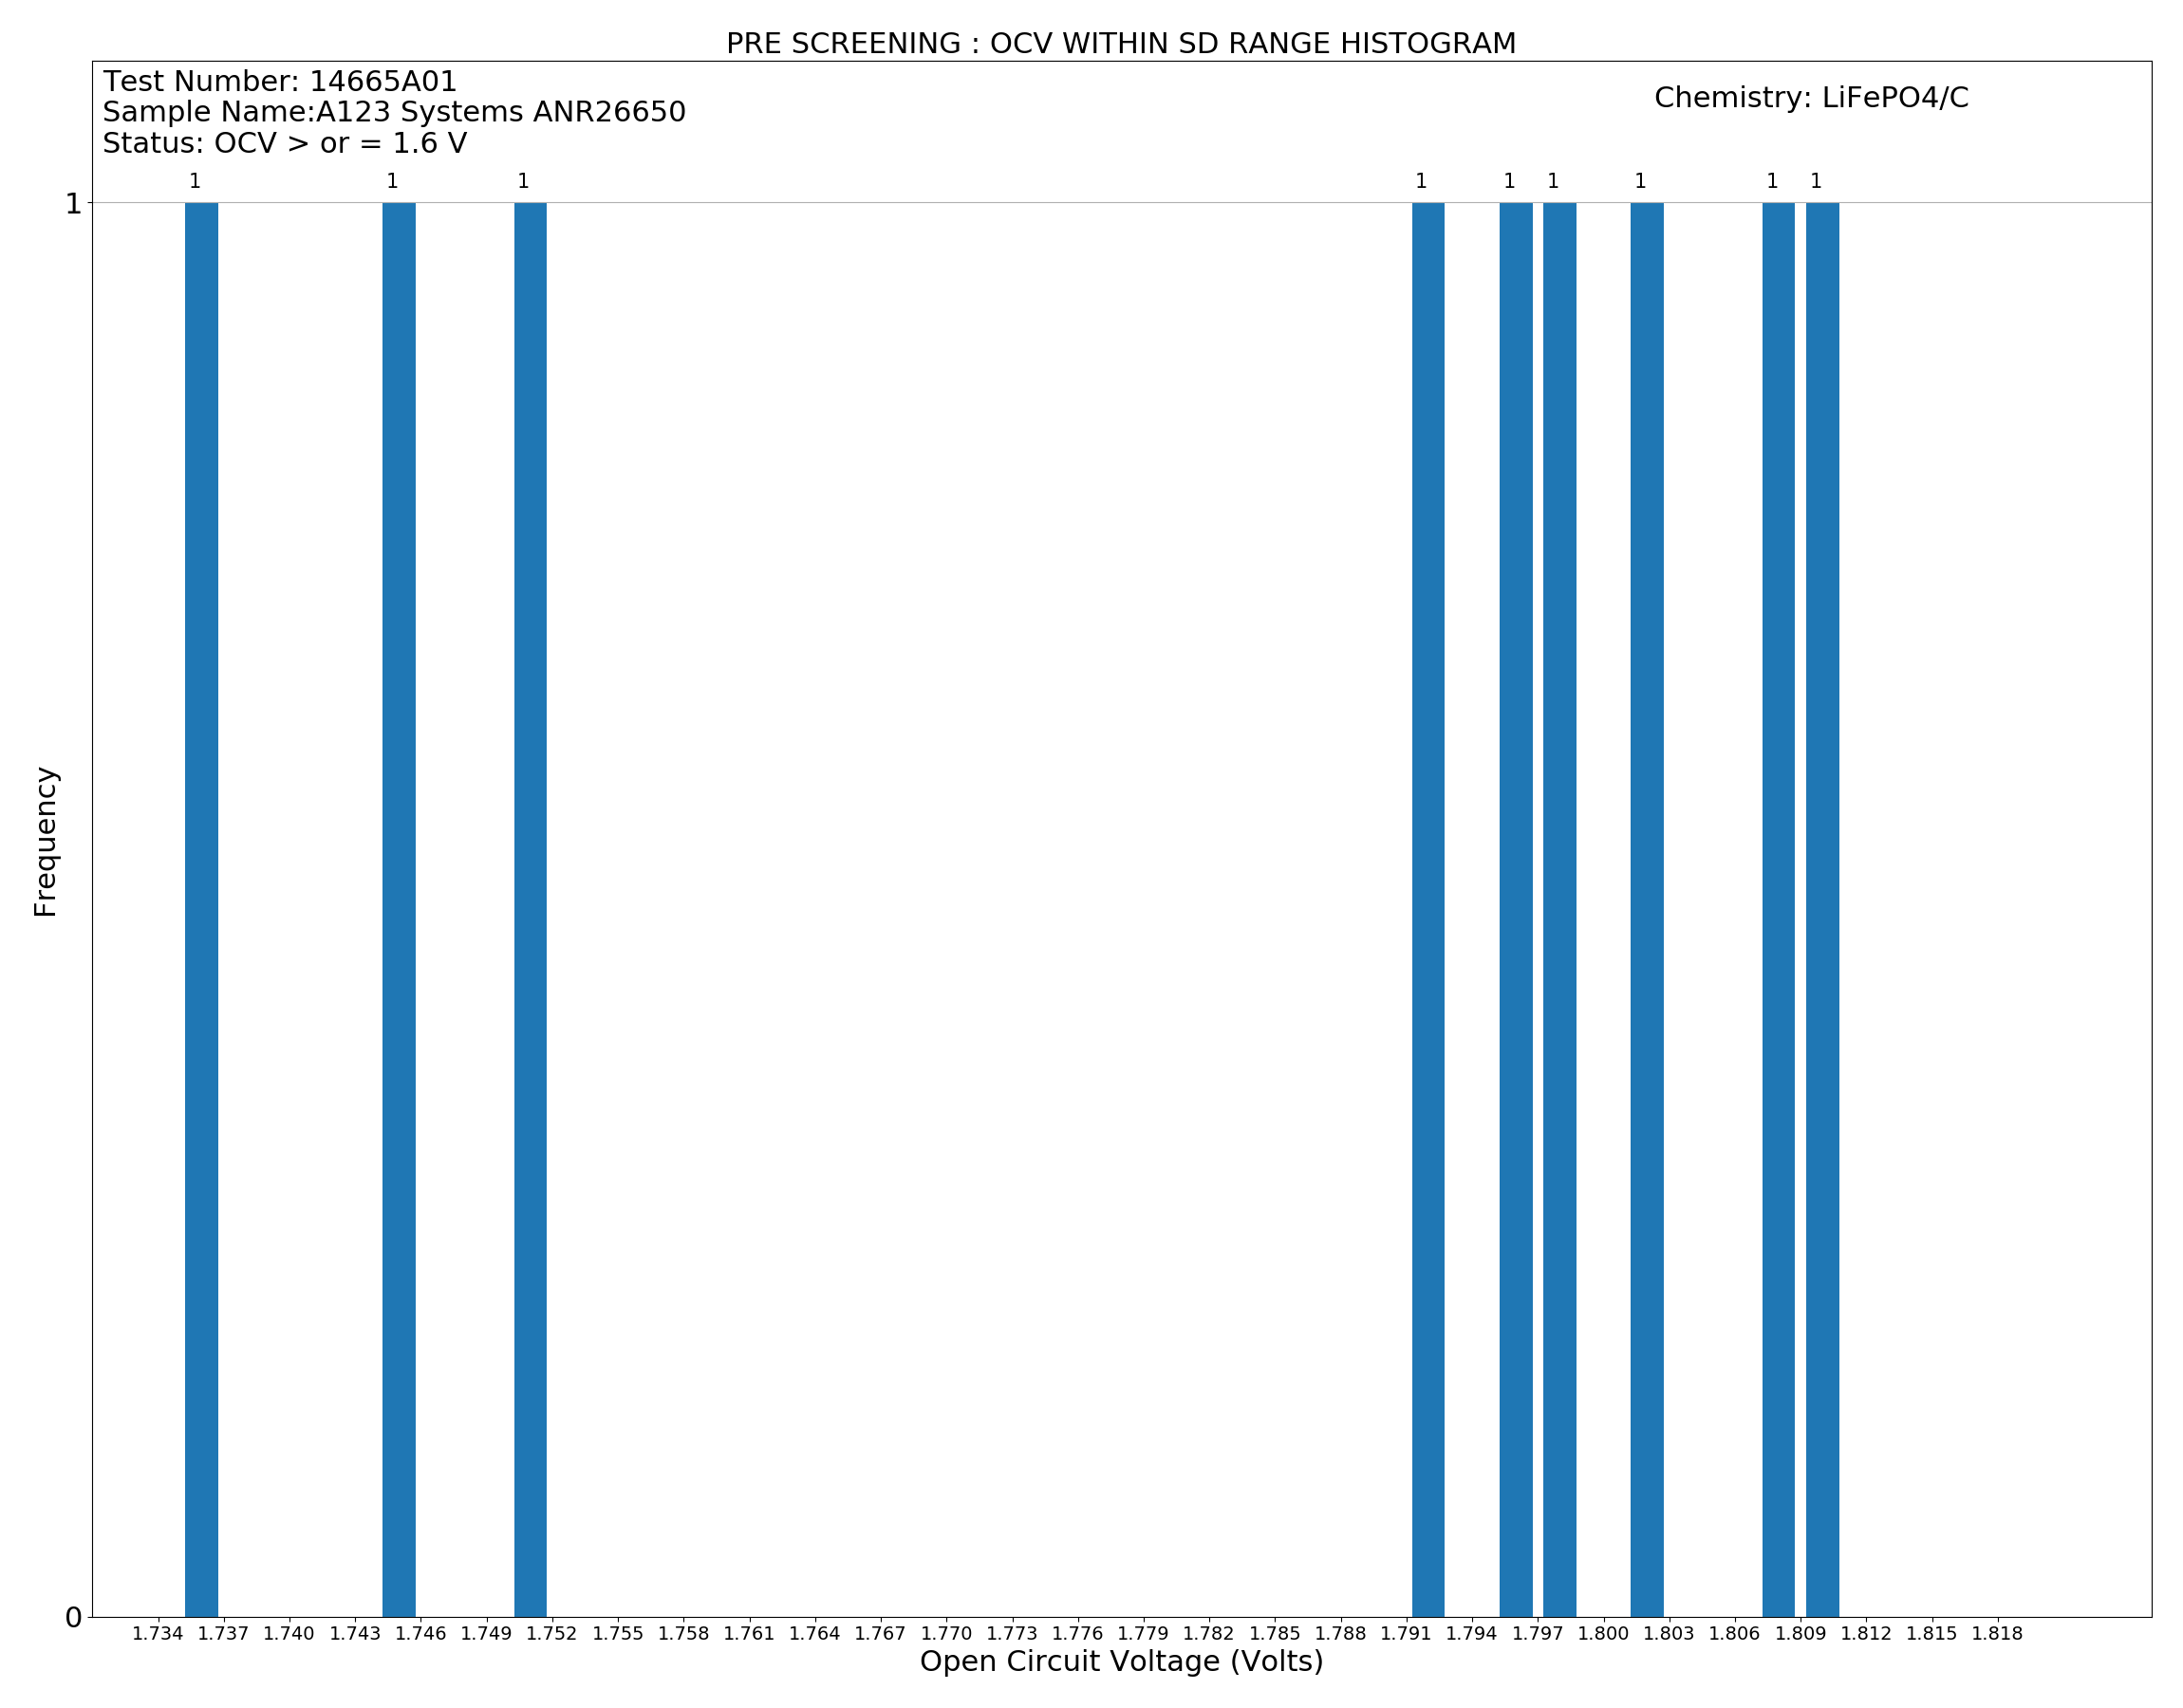 PRE SCREENING : OCV WITHIN SD RANGE HISTOGRAM
Test Number: 14665A01
Sample Name:A123 Systems ANR26650
Status: OCV > or = 1.6 V
Chemistry: LiFePO4/C
1 1 1 1 1 1 1 1 1
1
Frequency
0
1.734 1.737 1.740 1.743 1.746 1.749 1.752 1.755 1.758 1.761 1.764 1.767 1.770 1.773 1.776 1.779 1.782 1.785 1.788 1.791 1.794 1.797 1.800 1.803 1.806 1.809 1.812 1.815 1.818
Open Circuit Voltage (Volts)